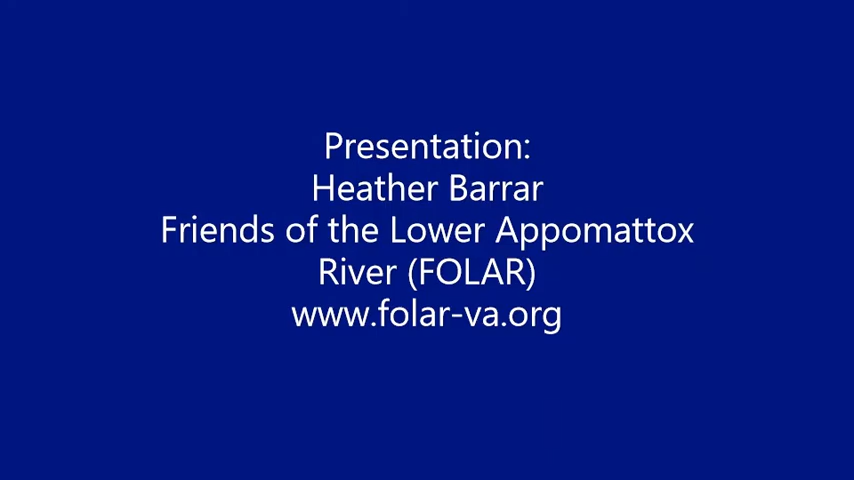 Presentation:
Heather Barrar
Friends of the Lower Appomattox
River (FOLAR)
www.folar-va.org